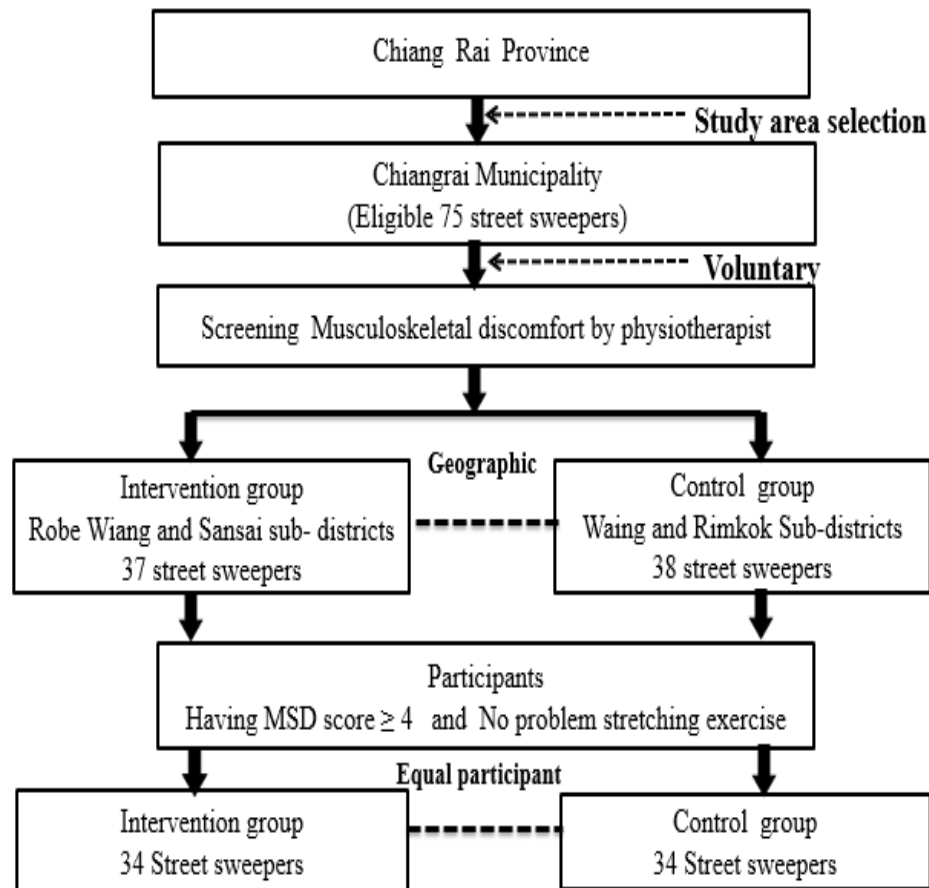 Chiang Rai Province
Study area selection
Chiangrai Municipality
(Eligible 75 street sweepers)
Voluntary
Screening Musculoskeletal discomfort by physiotherapist
Geographic
Intervention group
Robe Wiang and Sansai sub- districts
37 street sweepers
Control group
Waing and Rimkok Sub-districts
38 street sweepers
Participants
Having MSD score ≥ 4 and No problem stretching exercise
Equal participant
Intervention group
34 Street sweepers
Control group
34 Street sweepers